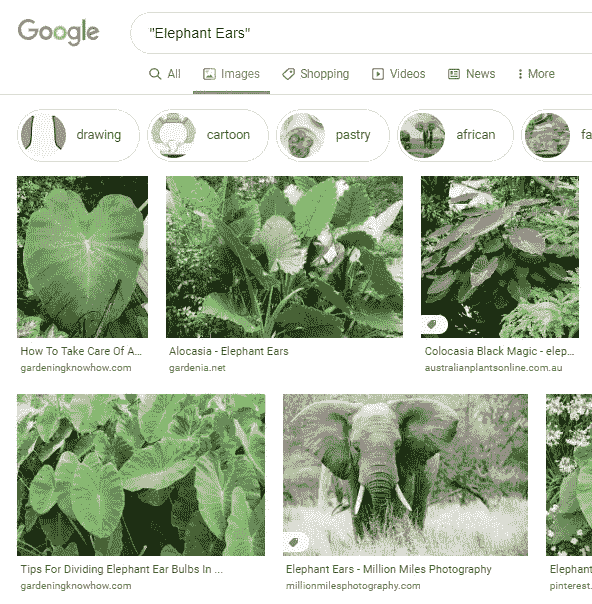 Google
"Elephant Ears"
All Images Shopping Videos News More
drawing cartoon pastry african fa
How To Take Care Of A... Alocasia - Elephant Ears Colocasia Black Magic - elep...
gardeningknowhow.com gardenia.net australianplantsonline.com.au
Tips For Dividing Elephant Ear Bulbs In ... Elephant Ears - Million Miles Photography Elephant
gardeningknowhow.com millionmilesphotography.com pinterest.